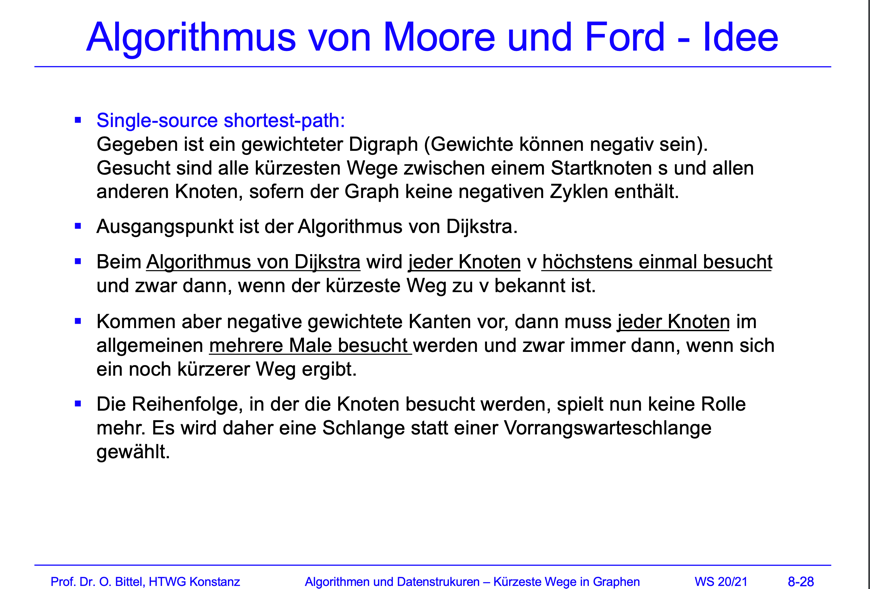 Algorithmus von Moore und Ford - Idee
Single-source shortest-path:
Gegeben ist ein gewichteter Digraph (Gewichte können negativ sein).
Gesucht sind alle kürzesten Wege zwischen einem Startknoten s und allen
anderen Knoten, sofern der Graph keine negativen Zyklen enthält.
Ausgangspunkt ist der Algorithmus von Dijkstra.
Beim Algorithmus von Dijkstra wird jeder Knoten v höchstens einmal besucht
und zwar dann, wenn der kürzeste Weg zu v bekannt ist.
Kommen aber negative gewichtete Kanten vor, dann muss jeder Knoten im
allgemeinen mehrere Male besucht werden und zwar immer dann, wenn sich
ein noch kürzerer Weg ergibt.
Die Reihenfolge, in der die Knoten besucht werden, spielt nun keine Rolle
mehr. Es wird daher eine Schlange statt einer Vorrangswarteschlange
gewählt.
Prof. Dr. O. Bittel, HTWG Konstanz Algorithmen und Datenstrukuren – Kürzeste Wege in Graphen WS 20/21 8-28